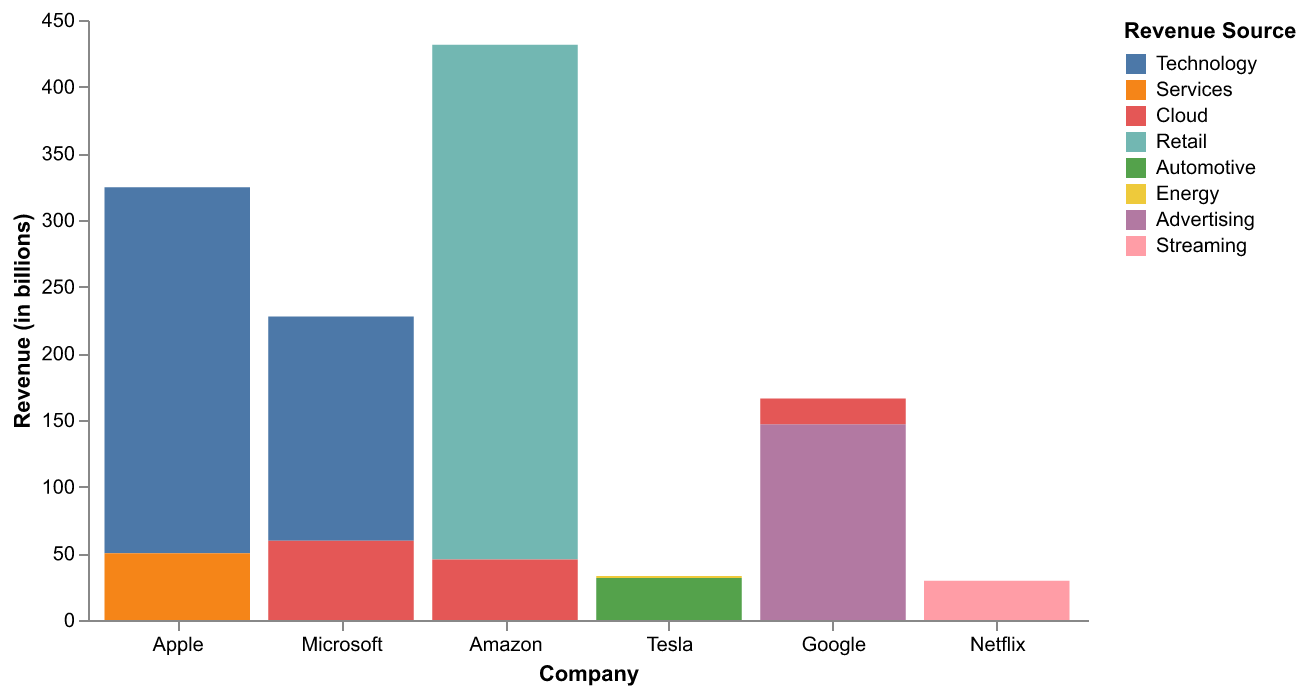 450
400
350
300
250
200
150
100
50
0
Revenue (in billions)
Apple
Microsoft
Amazon
Tesla
Google
Netflix
Company
Revenue Source
Technology
Services
Cloud
Retail
Automotive
Energy
Advertising
Streaming